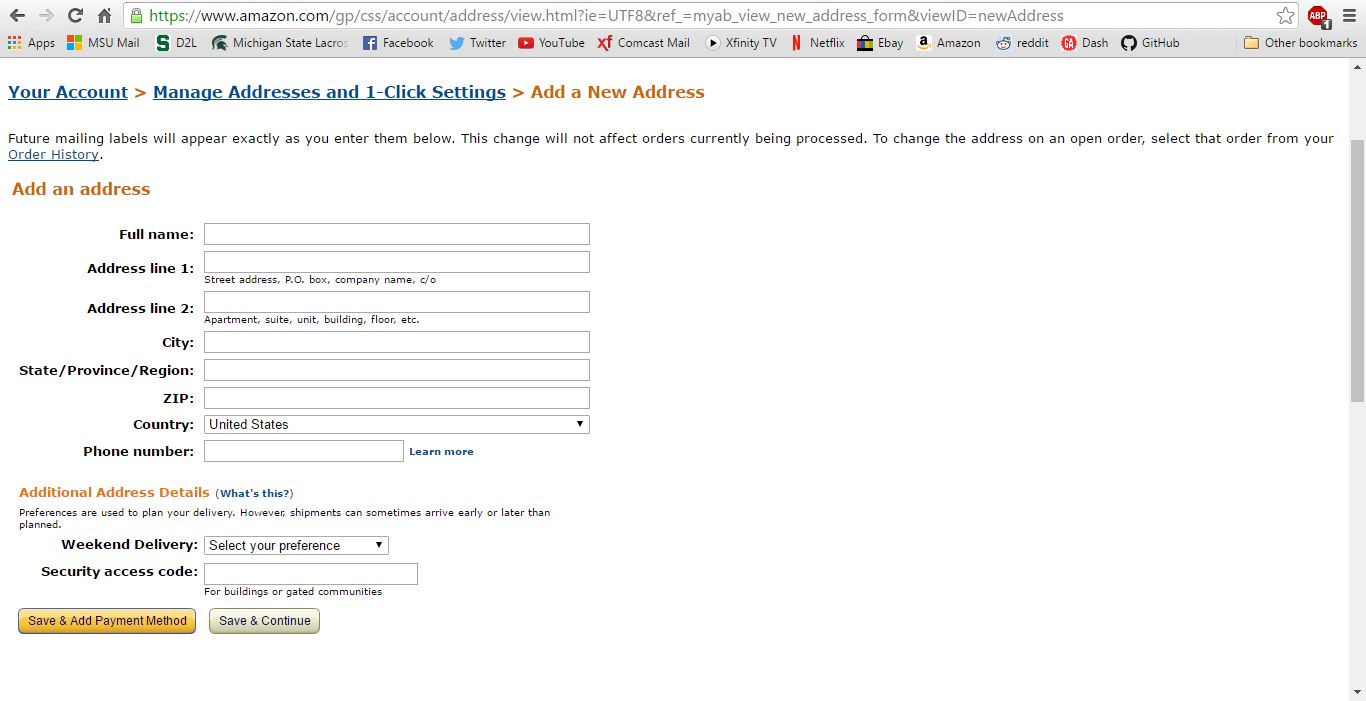 https://www.amazon.com/gp/css/account/address/view.html?ie=UTF8&ref_=myab_view_new_address_form&viewID=newAddress
ABP 1
Apps MSU Mail D2L Michigan State Lacros Facebook Twitter YouTube Comcast Mail Xfinity TV Netflix Ebay Amazon reddit Dash GitHub Other bookmarks
Your Account > Manage Addresses and 1-Click Settings > Add a New Address
Future mailing labels will appear exactly as you enter them below. This change will not affect orders currently being processed. To change the address on an open order, select that order from your
Order History.
Add an address
Full name:
Address line 1:
Street address, P.O. box, company name, c/o
Address line 2:
Apartment, suite, unit, building, floor, etc.
City:
State/Province/Region:
ZIP:
Country: United States
Phone number: Learn more
Additional Address Details (What's this?)
Preferences are used to plan your delivery. However, shipments can sometimes arrive early or later than
planned.
Weekend Delivery: Select your preference
Security access code:
For buildings or gated communities
Save & Add Payment Method Save & Continue